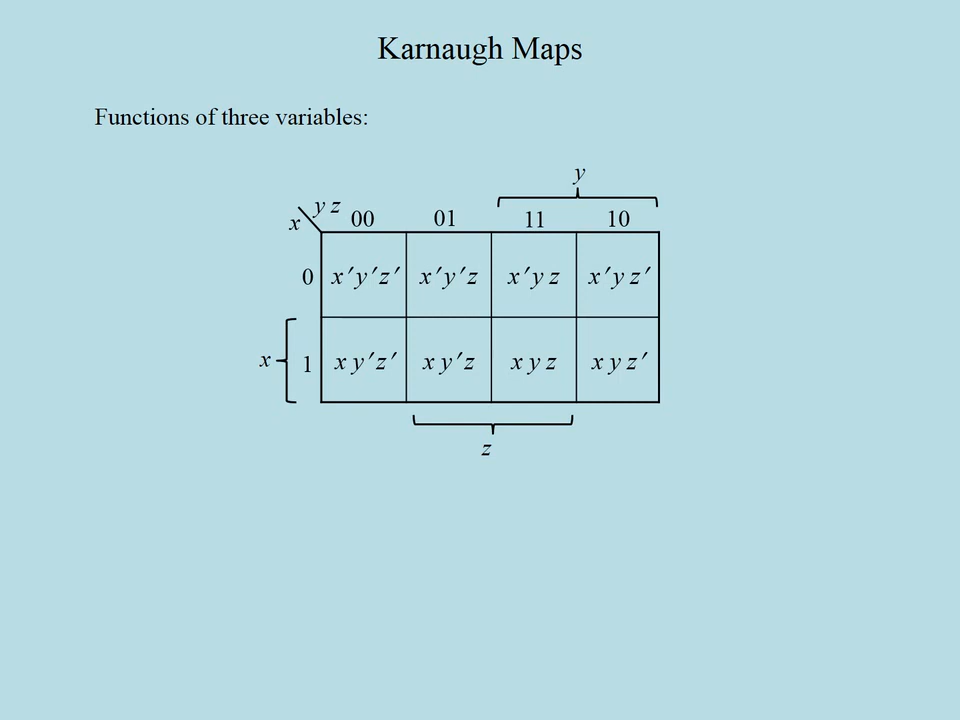 Karnaugh Maps
Functions of three variables:
y
x y z 00 01 11 10
0 x′y′z′ x′y′z x′y z x′y z′
x 1 x y′z′ x y′z x y z x y z′
z